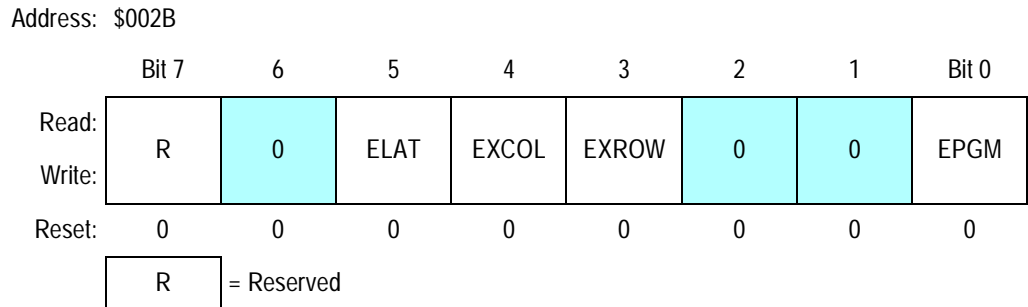 Address: $002B
Bit 7 6 5 4 3 2 1 Bit 0
Read:
R 0 ELAT EXCOL EXROW 0 0 EPGM
Write:
Reset: 0 0 0 0 0 0 0 0
R = Reserved